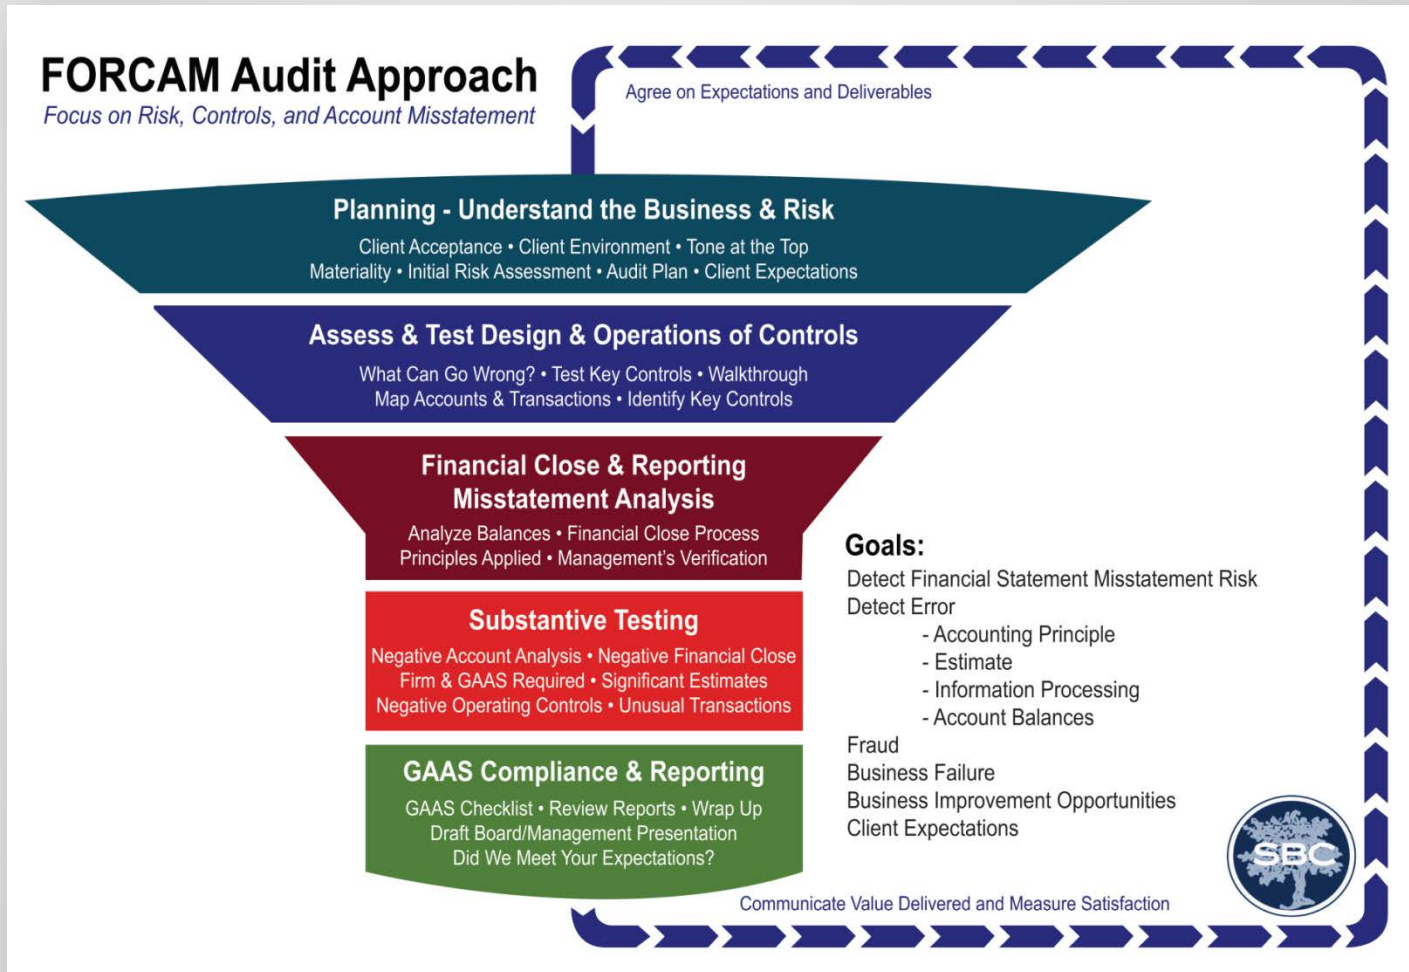 FORCAM Audit Approach
Focus on Risk, Controls, and Account Misstatement
Agree on Expectations and Deliverables
Planning - Understand the Business & Risk
Client Acceptance • Client Environment • Tone at the Top
Materiality • Initial Risk Assessment • Audit Plan • Client Expectations
Assess & Test Design & Operations of Controls
What Can Go Wrong? • Test Key Controls • Walkthrough
Map Accounts & Transactions • Identify Key Controls
Financial Close & Reporting
Misstatement Analysis
Analyze Balances • Financial Close Process
Principles Applied • Management's Verification
Substantive Testing
Negative Account Analysis • Negative Financial Close
Firm & GAAS Required • Significant Estimates
Negative Operating Controls • Unusual Transactions
GAAS Compliance & Reporting
GAAS Checklist • Review Reports • Wrap Up
Draft Board/Management Presentation
Did We Meet Your Expectations?
Goals:
Detect Financial Statement Misstatement Risk
Detect Error
- Accounting Principle
- Estimate
- Information Processing
- Account Balances
Fraud
Business Failure
Business Improvement Opportunities
Client Expectations
SBC
Communicate Value Delivered and Measure Satisfaction